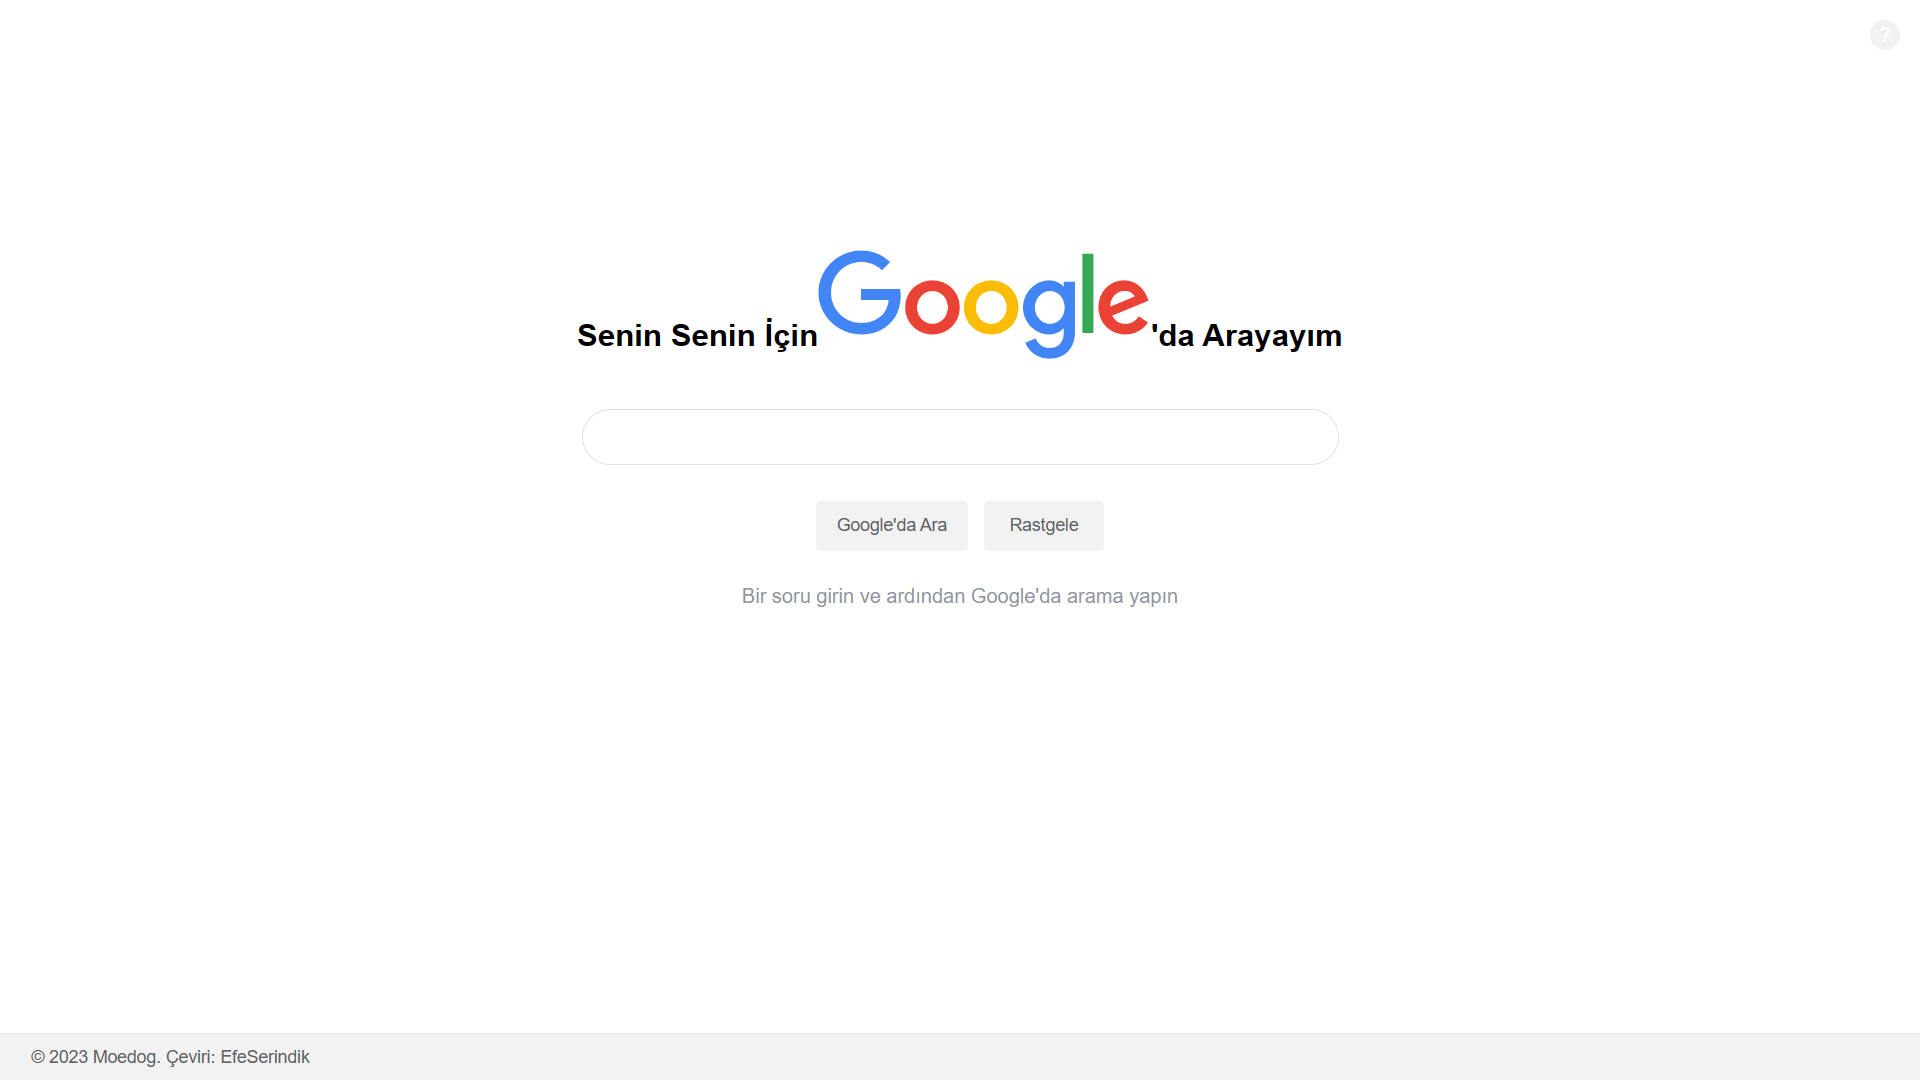 ?
Senin Senin İçin Google'da Arayayım
Google'da Ara
Rastgele
Bir soru girin ve ardından Google'da arama yapın
© 2023 Moedog. Çeviri: EfeSerindik